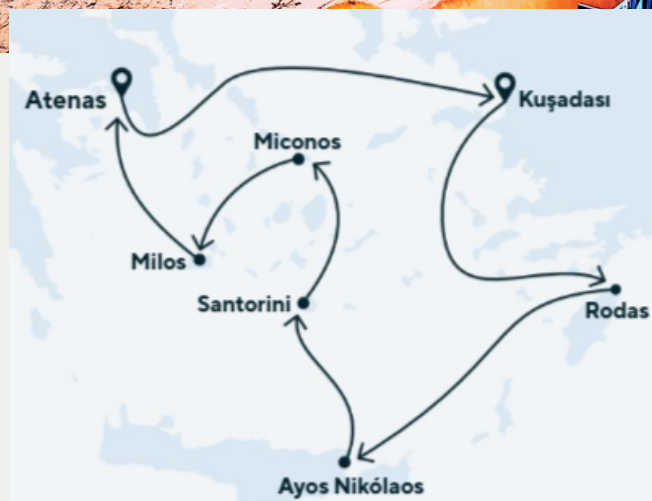 Atenas
Kuşadası
Miconos
Milos
Santorini
Rodas
Ayos Nikólaos